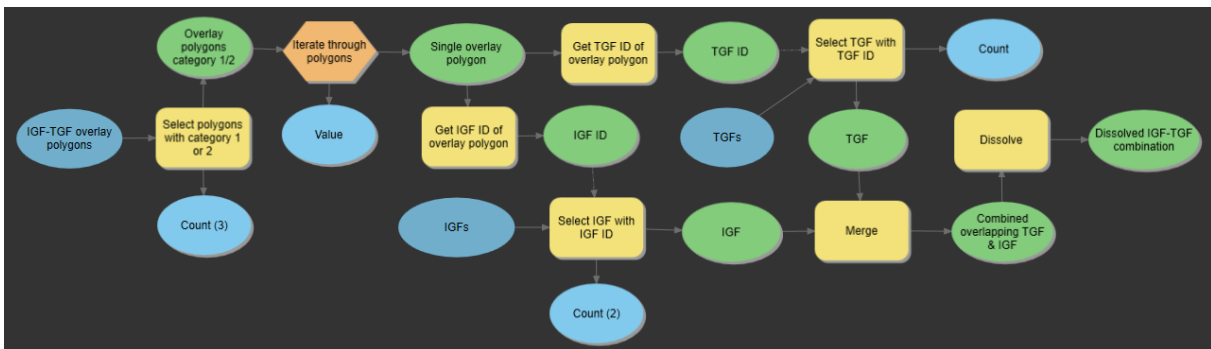 Overlay
polygons
category 1/2
Iterate through
polygons
Single overlay
polygon
Get TGF ID of
overlay polygon
TGF ID
Select TGF with
TGF ID
Count
IGF-TGF overlay
polygons
Select polygons
with category 1
or 2
Value
Get IGF ID of
overlay polygon
IGF ID
TGFs
TGF
Dissolve
Dissolved IGF-TGF
combination
Count (3)
IGFs
Select IGF with
IGF ID
IGF
Merge
Combined
overlapping TGF
& IGF
Count (2)